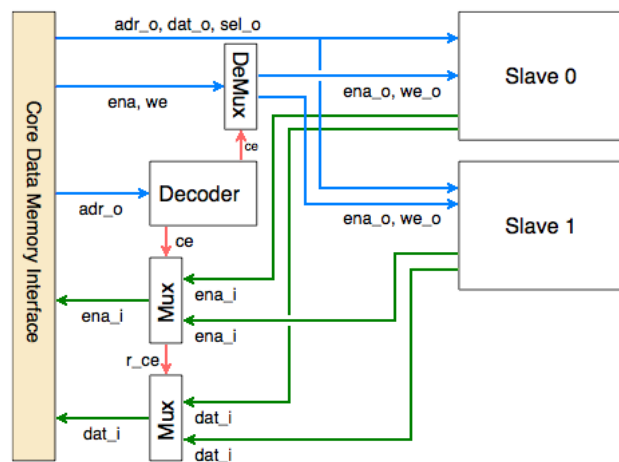 adr_o, dat_o, sel_o
DeMux
Slave 0
ena, we
ena_o, we_o
ce
Core Data Memory Interface
Decoder
adr_o
ena_o, we_o
Slave 1
ce
Mux
ena_i
ena_i
ena_i
r_ce
Mux
dat_i
dat_i
dat_i